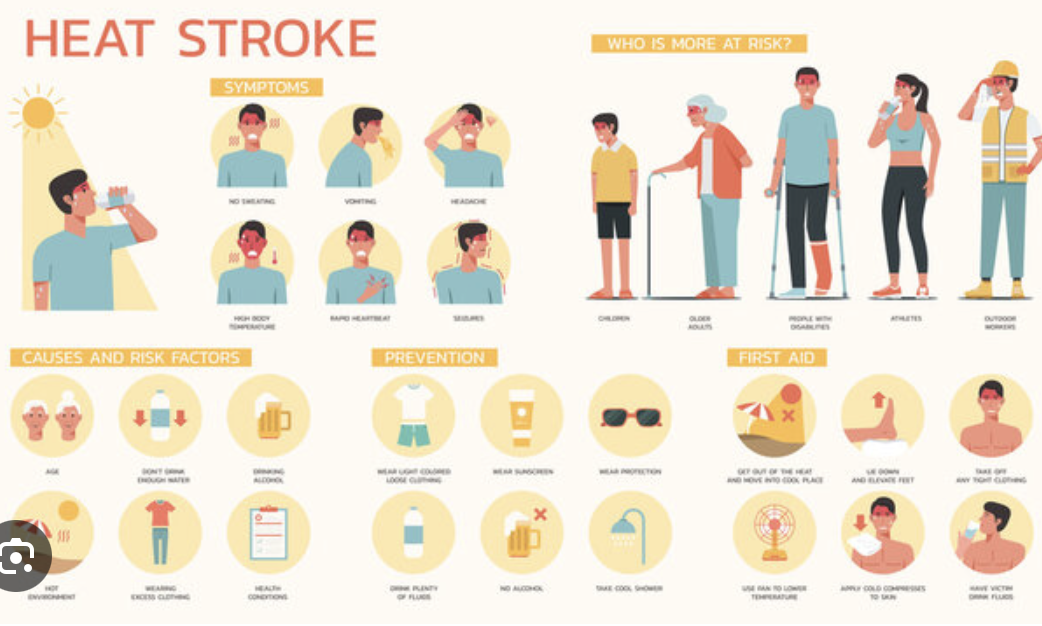 HEAT STROKE
SYMPTOMS
NO SWEATING
VOMITING
HEADACHE
HIGH BODY
TEMPERATURE
RAPID HEARTBEAT
SEIZURES
WHO IS MORE AT RISK?
CHILDREN
OLDER
ADULTS
PEOPLE WITH
DISABILITIES
ATHLETES
OUTDOOR
WORKERS
CAUSES AND RISK FACTORS
AGE
DON'T DRINK
ENOUGH WATER
DRINKING
ALCOHOL
HOT
ENVIRONMENT
WEARING
EXCESS CLOTHING
HEALTH
CONDITIONS
PREVENTION
WEAR LIGHT COLORED
LOOSE CLOTHING
WEAR SUNSCREEN
WEAR PROTECTION
DRINK PLENTY
OF FLUIDS
NO ALCOHOL
TAKE COOL SHOWER
FIRST AID
GET OUT OF THE HEAT
AND MOVE INTO COOL PLACE
LIE DOWN
AND ELEVATE FEET
TAKE OFF
ANY TIGHT CLOTHING
USE FAN TO LOWER
TEMPERATURE
APPLY COLD COMPRESSES
TO SKIN
HAVE VICTIM
DRINK FLUIDS